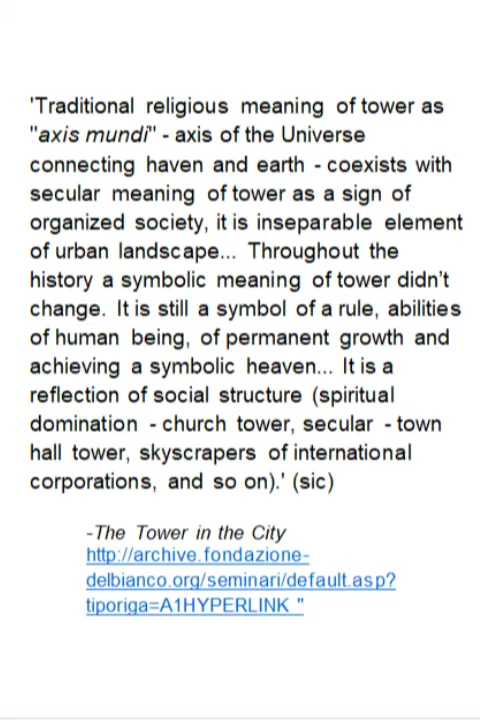 'Traditional religious meaning of tower as
"axis mundi" - axis of the Universe
connecting haven and earth - coexists with
secular meaning of tower as a sign of
organized society, it is inseparable element
of urban landscape... Throughout the
history a symbolic meaning of tower didn't
change. It is still a symbol of a rule, abilities
of human being, of permanent growth and
achieving a symbolic heaven... It is a
reflection of social structure (spiritual
domination - church tower, secular - town
hall tower, skyscrapers of international
corporations, and so on).' (sic)
-The Tower in the City
http://archive.fondazione-
delbianco.org/seminari/default.asp?
tiporiga=A1HYPERLINK "